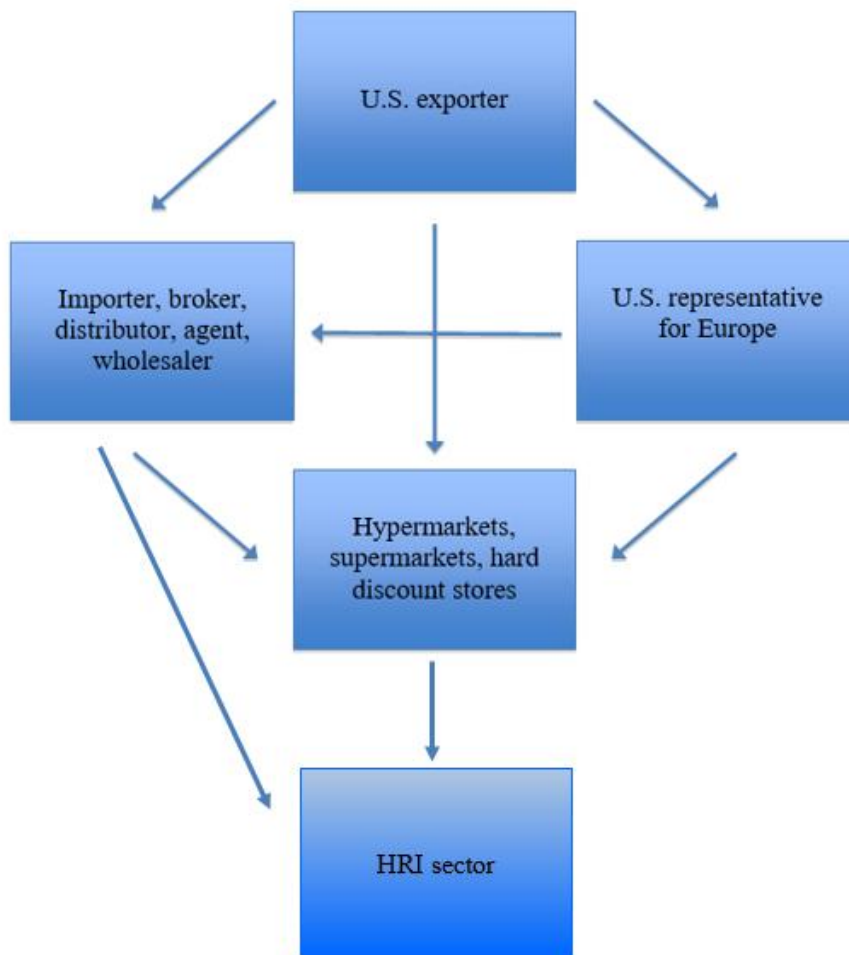 U.S. exporter
Importer, broker,
distributor, agent,
wholesaler
U.S. representative
for Europe
Hypermarkets,
supermarkets, hard
discount stores
HRI sector